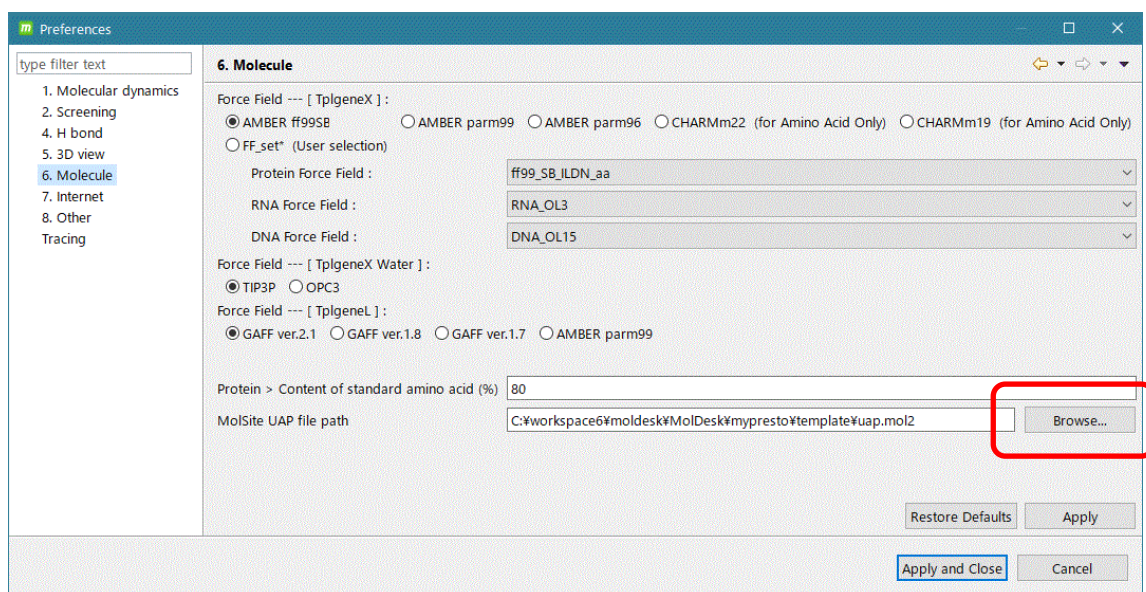 Preferences
type filter text
1. Molecular dynamics
2. Screening
4. H bond
5. 3D view
6. Molecule
7. Internet
8. Other
Tracing
6. Molecule
Force Field --- [ TplgeneX ] :
AMBER ff99SB AMBER parm99 AMBER parm96 CHARMm22 (for Amino Acid Only) CHARMm19 (for Amino Acid Only)
FF_set* (User selection)
Protein Force Field : ff99_SB_ILDN_aa
RNA Force Field : RNA_OL3
DNA Force Field : DNA_OL15
Force Field --- [ TplgeneX Water ] :
TIP3P OPC3
Force Field --- [ TplgeneL ] :
GAFF ver.2.1 GAFF ver.1.8 GAFF ver.1.7 AMBER parm99
Protein > Content of standard amino acid (%) 80
MolSite UAP file path C:¥workspace6¥moldesk¥MolDesk¥mypresto¥template¥uap.mol2 Browse...
Restore Defaults Apply
Apply and Close Cancel